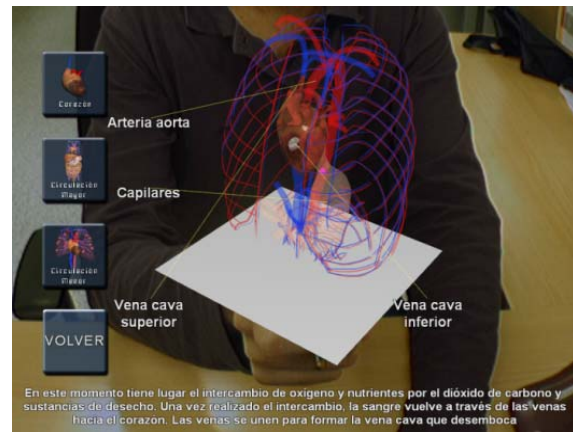 Corazón
Arteria aorta
Circulación
Mayor
Capilares
Circulación
Menor
Vena cava
superior
Vena cava
inferior
VOLVER
En este momento tiene lugar el intercambio de oxígeno y nutrientes por el dióxido de carbono y
sustancias de desecho. Una vez realizado el intercambio, la sangre vuelve a través de las venas
hacia el corazón. Las venas se unen para formar la vena cava que desemboca